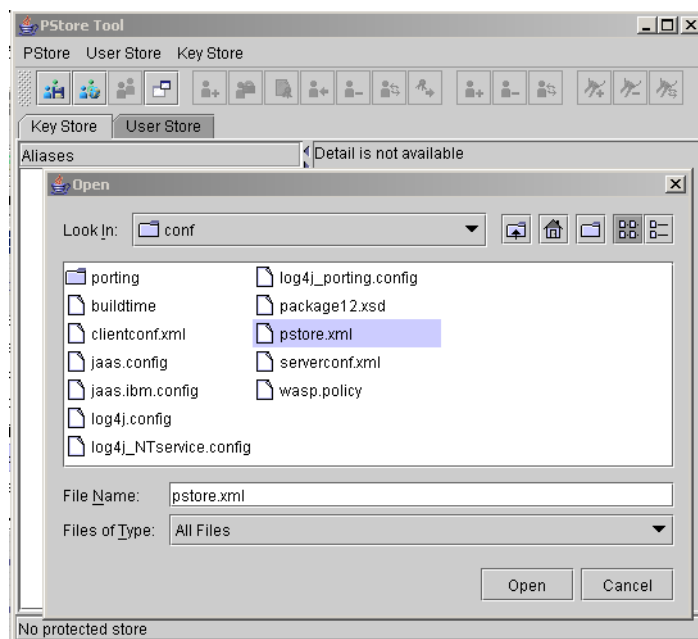 PStore Tool
PStore User Store Key Store
Key Store User Store
Aliases Detail is not available
Open
Look In: conf
porting log4j_porting.config
buildtime package12.xsd
clientconf.xml pstore.xml
jaas.config serverconf.xml
jaas.ibm.config wasp.policy
log4j.config
log4j_NTservice.config
File Name: pstore.xml
Files of Type: All Files
Open Cancel
No protected store